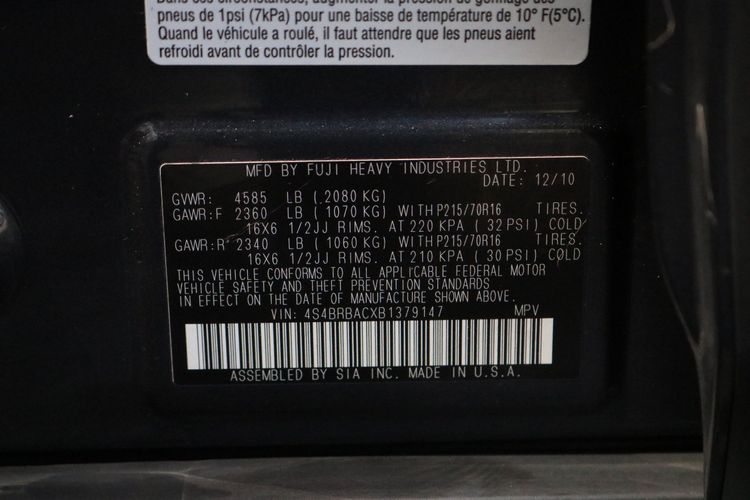 pneus de 1psi (7kPa) pour une baisse de température de 10° F(5°C).
Quand le véhicule a roulé, il faut attendre que les pneus aient
refroidi avant de contrôler la pression.
MFD BY FUJI HEAVY INDUSTRIES LTD.
DATE: 12/10
GVWR: 4585 LB (.2080 KG)
GAWR:F 2360 LB ( 1070 KG) WITH P215/70R16 TIRES.
16X6 1/2JJ RIMS. AT 220 KPA ( 32 PSI) COLD
GAWR:R 2340 LB ( 1060 KG) WITH P215/70R16 TIRES.
16X6 1/2JJ RIMS. AT 210 KPA ( 30 PSI) COLD
THIS VEHICLE CONFORMS TO ALL APPLICABLE FEDERAL MOTOR
VEHICLE SAFETY AND THEFT PREVENTION STANDARDS
IN EFFECT ON THE DATE OF MANUFACTURE SHOWN ABOVE.
VIN: 4S4BRBACXB1379147 MPV
ASSEMBLED BY SIA INC. MADE IN U.S.A.